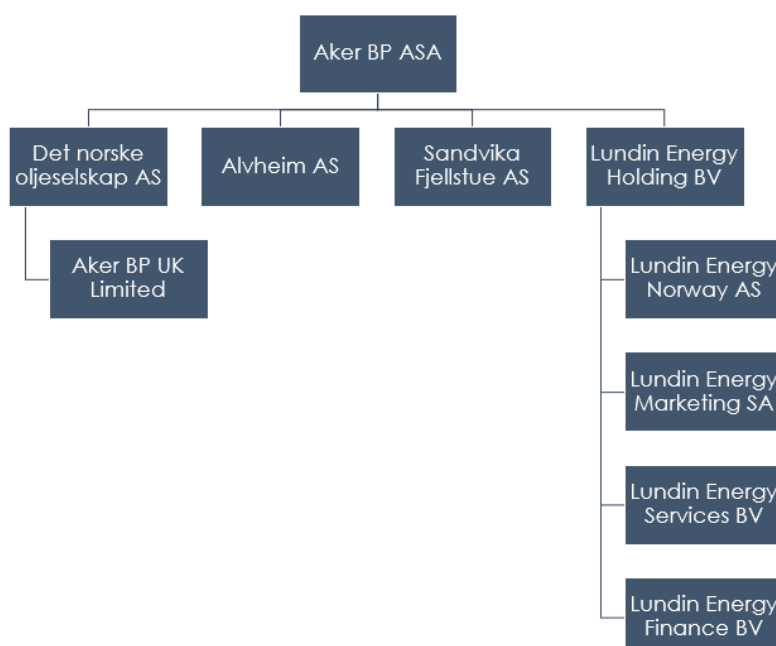 Aker BP ASA
Det norske
oljeselskap AS
Alvheim AS
Sandvika
Fjellstue AS
Lundin Energy
Holding BV
Aker BP UK
Limited
Lundin Energy
Norway AS
Lundin Energy
Marketing SA
Lundin Energy
Services BV
Lundin Energy
Finance BV